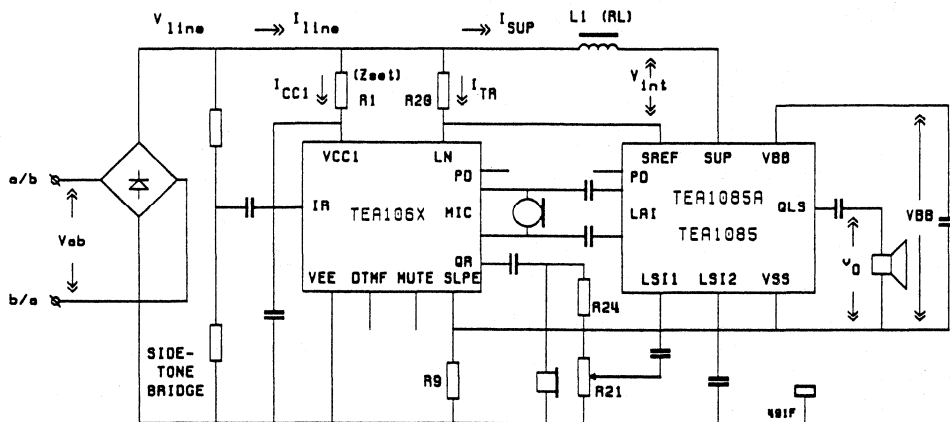 V line
I line
I SUP
L1 (RL)
I CC1
(Zset)
R1
R20
I TR
V int
VCC1
LN
SREF
SUP
VBB
PD
PD
a/b
IR
TEA106X
MIC
LAI
TEA1085A
QLS
TEA1085
VBB
Vab
QR
VEE
DTMF
MUTE
SLPE
LSI1
LSI2
VSS
b/a
R24
SIDE-
TONE
BRIDGE
R9
R21